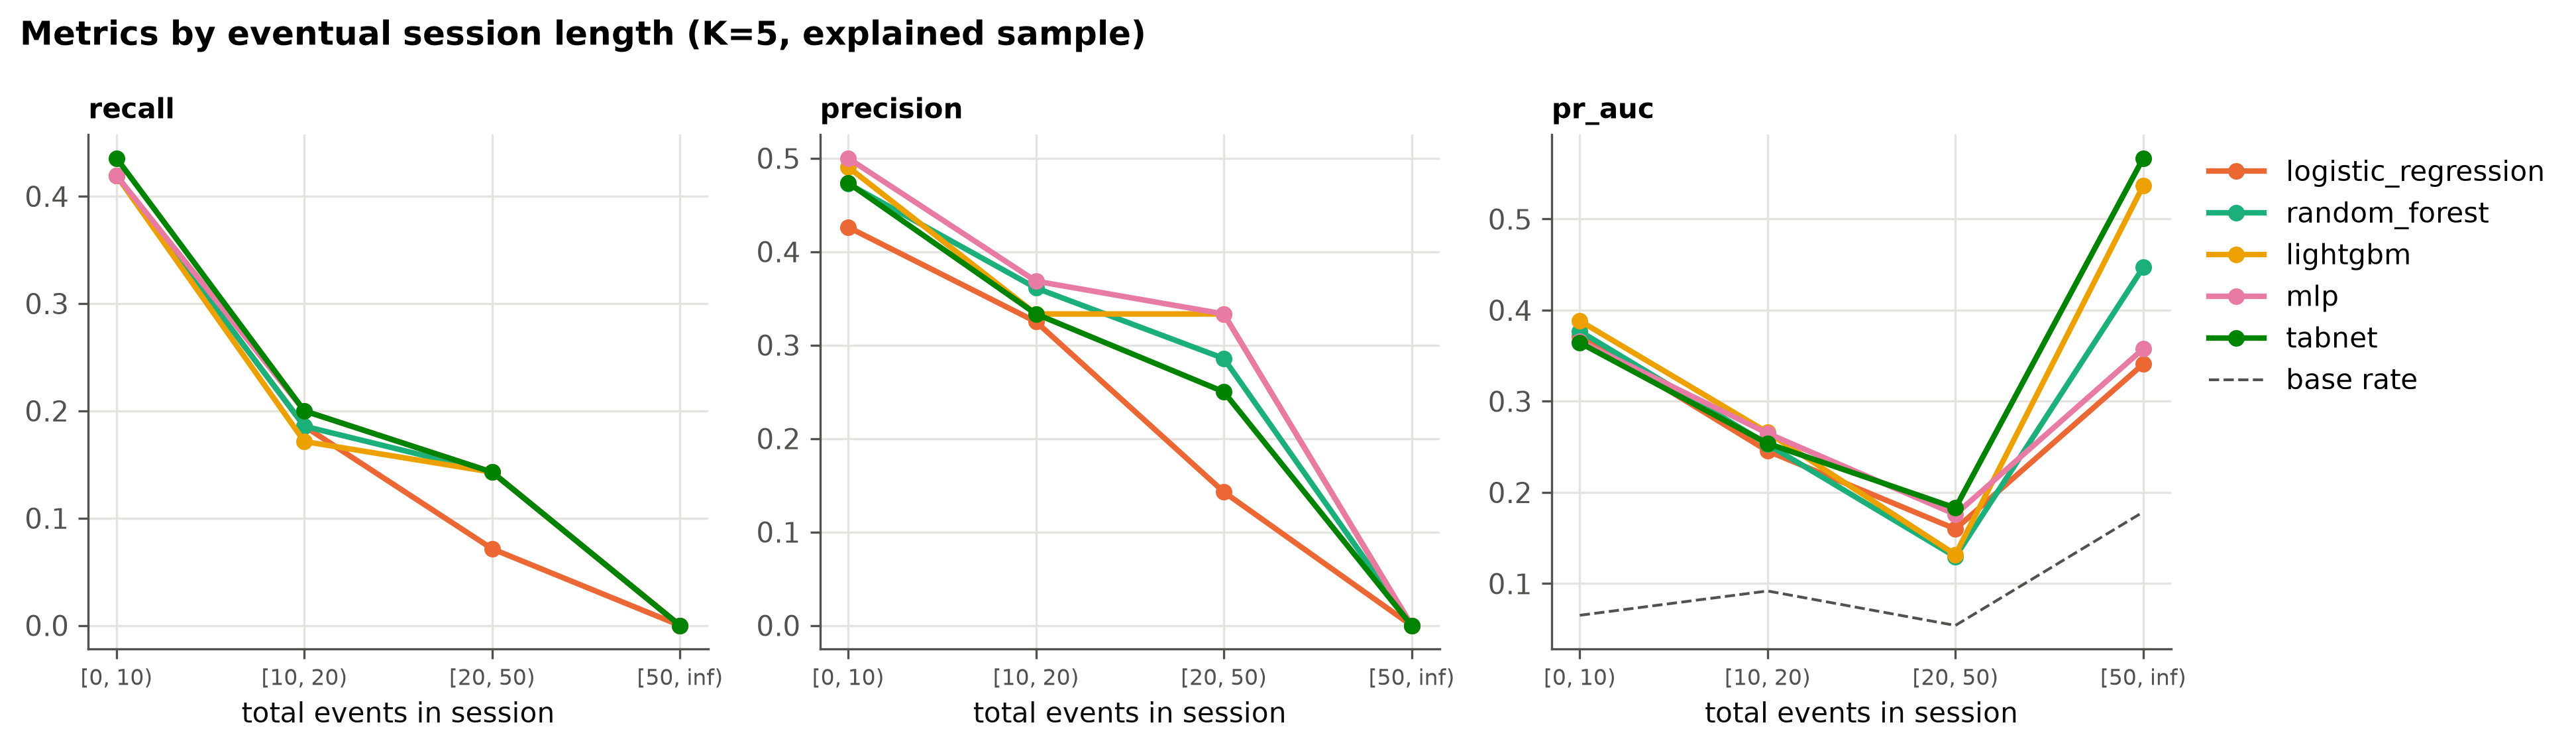 Metrics by eventual session length (K=5, explained sample)
recall
0.4
0.3
0.2
0.1
0.0
[0, 10)
[10, 20)
[20, 50)
[50, inf)
total events in session
precision
0.5
0.4
0.3
0.2
0.1
0.0
[0, 10)
[10, 20)
[20, 50)
[50, inf)
total events in session
pr_auc
0.5
0.4
0.3
0.2
0.1
[0, 10)
[10, 20)
[20, 50)
[50, inf)
total events in session
logistic_regression
random_forest
lightgbm
mlp
tabnet
base rate